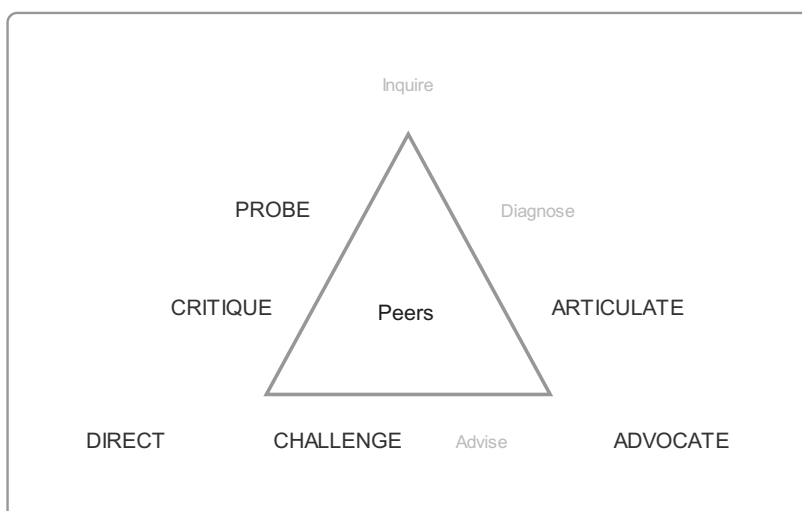 Inquire
PROBE Diagnose
CRITIQUE Peers ARTICULATE
DIRECT CHALLENGE Advise ADVOCATE